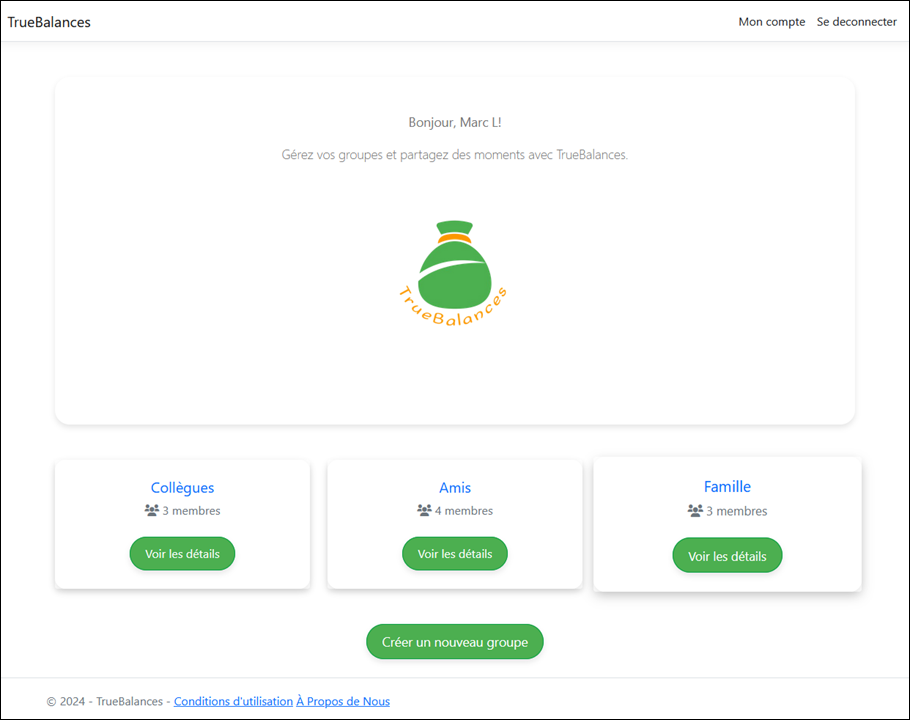 TrueBalances Mon compte Se deconnecter
Bonjour, Marc L!
Gérez vos groupes et partagez des moments avec TrueBalances.
TrueBalances
Collègues
3 membres
Voir les détails
Amis
4 membres
Voir les détails
Famille
3 membres
Voir les détails
Créer un nouveau groupe
© 2024 - TrueBalances - Conditions d'utilisation À Propos de Nous